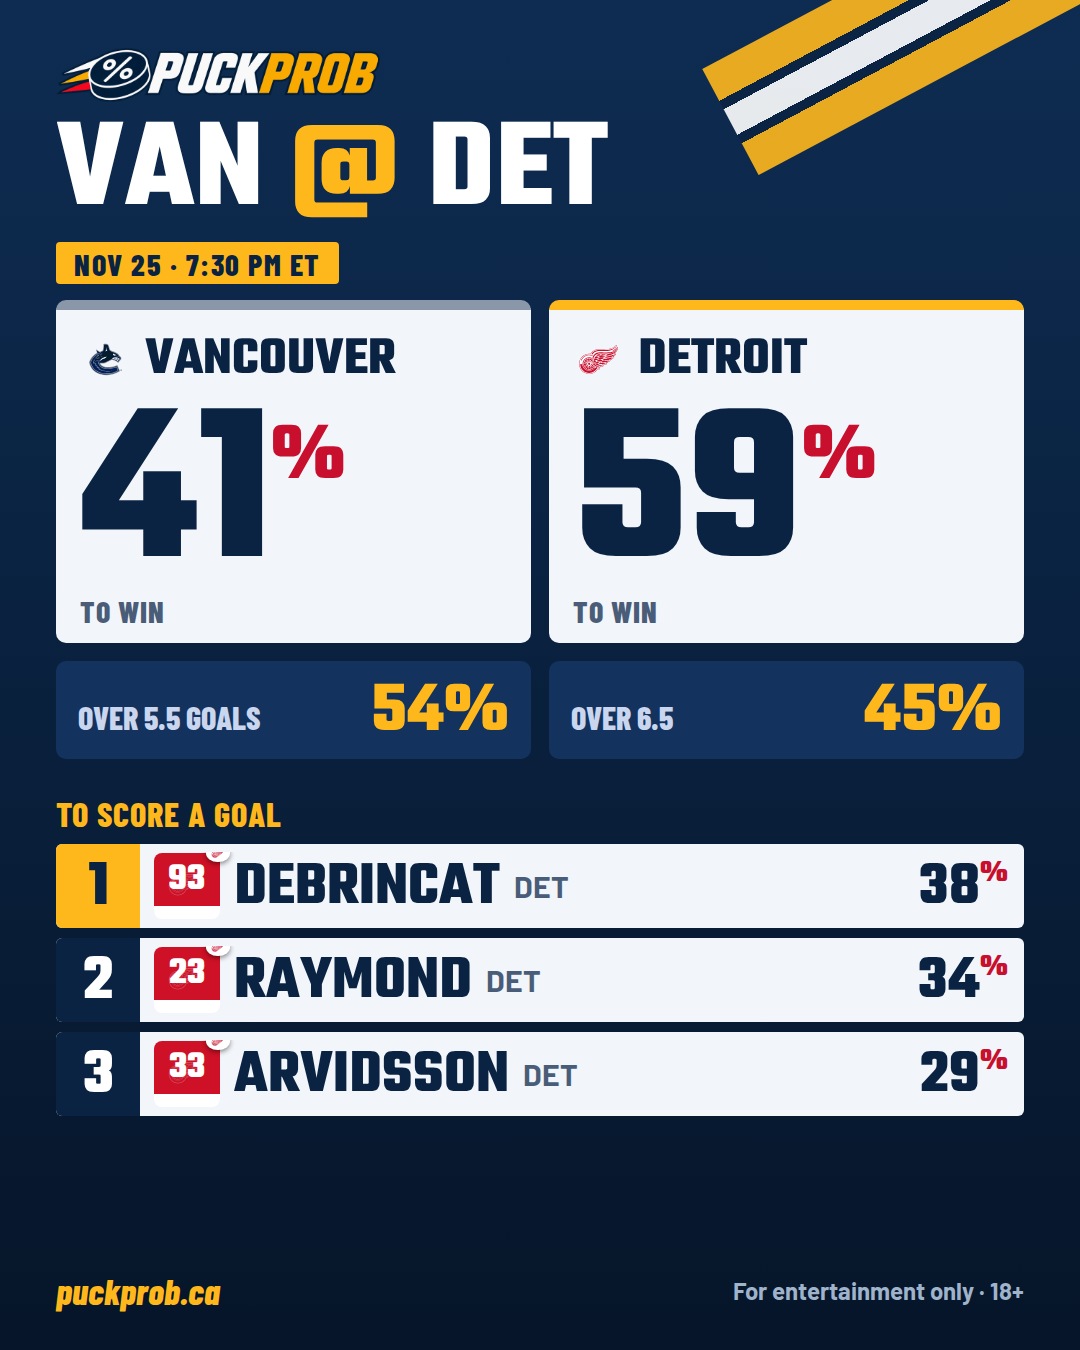 % PUCKPROB
VAN @ DET
NOV 25 · 7:30 PM ET
VANCOUVER
41%
TO WIN
DETROIT
59%
TO WIN
OVER 5.5 GOALS 54%
OVER 6.5 45%
TO SCORE A GOAL
1 93 DEBRINCAT DET 38%
2 23 RAYMOND DET 34%
3 33 ARVIDSSON DET 29%
puckprob.ca
For entertainment only · 18+